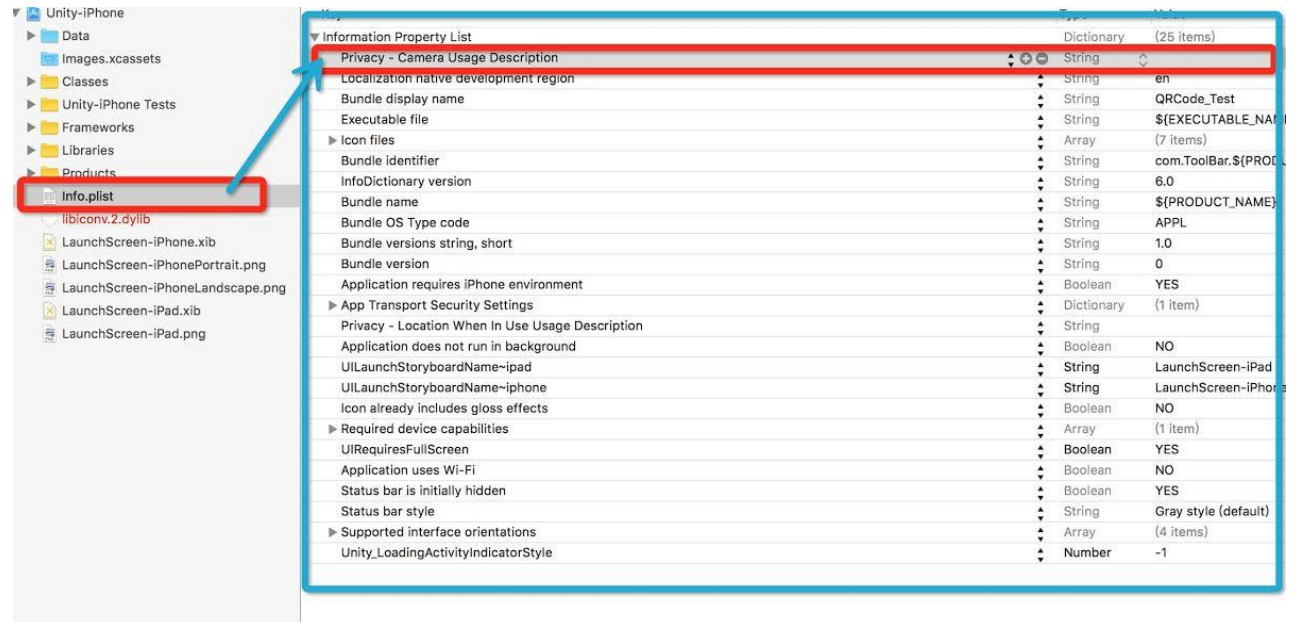 Unity-iPhone
Data
Images.xcassets
Classes
Unity-iPhone Tests
Frameworks
Libraries
Products
Info.plist
libiconv.2.dylib
LaunchScreen-iPhone.xib
LaunchScreen-iPhonePortrait.png
LaunchScreen-iPhoneLandscape.png
LaunchScreen-iPad.xib
LaunchScreen-iPad.png
Information Property List Dictionary (25 items)
Privacy - Camera Usage Description String
Localization native development region String en
Bundle display name String QRCode_Test
Executable file String ${EXECUTABLE_NAM
Icon files Array (7 items)
Bundle identifier String com.ToolBar.${PRODU
InfoDictionary version String 6.0
Bundle name String ${PRODUCT_NAME}
Bundle OS Type code String APPL
Bundle versions string, short String 1.0
Bundle version String 0
Application requires iPhone environment Boolean YES
App Transport Security Settings Dictionary (1 item)
Privacy - Location When In Use Usage Description String
Application does not run in background Boolean NO
UILaunchStoryboardName~ipad String LaunchScreen-iPad
UILaunchStoryboardName~iphone String LaunchScreen-iPhone
Icon already includes gloss effects Boolean NO
Required device capabilities Array (1 item)
UIRequiresFullScreen Boolean YES
Application uses Wi-Fi Boolean NO
Status bar is initially hidden Boolean YES
Status bar style String Gray style (default)
Supported interface orientations Array (4 items)
Unity_LoadingActivityIndicatorStyle Number -1